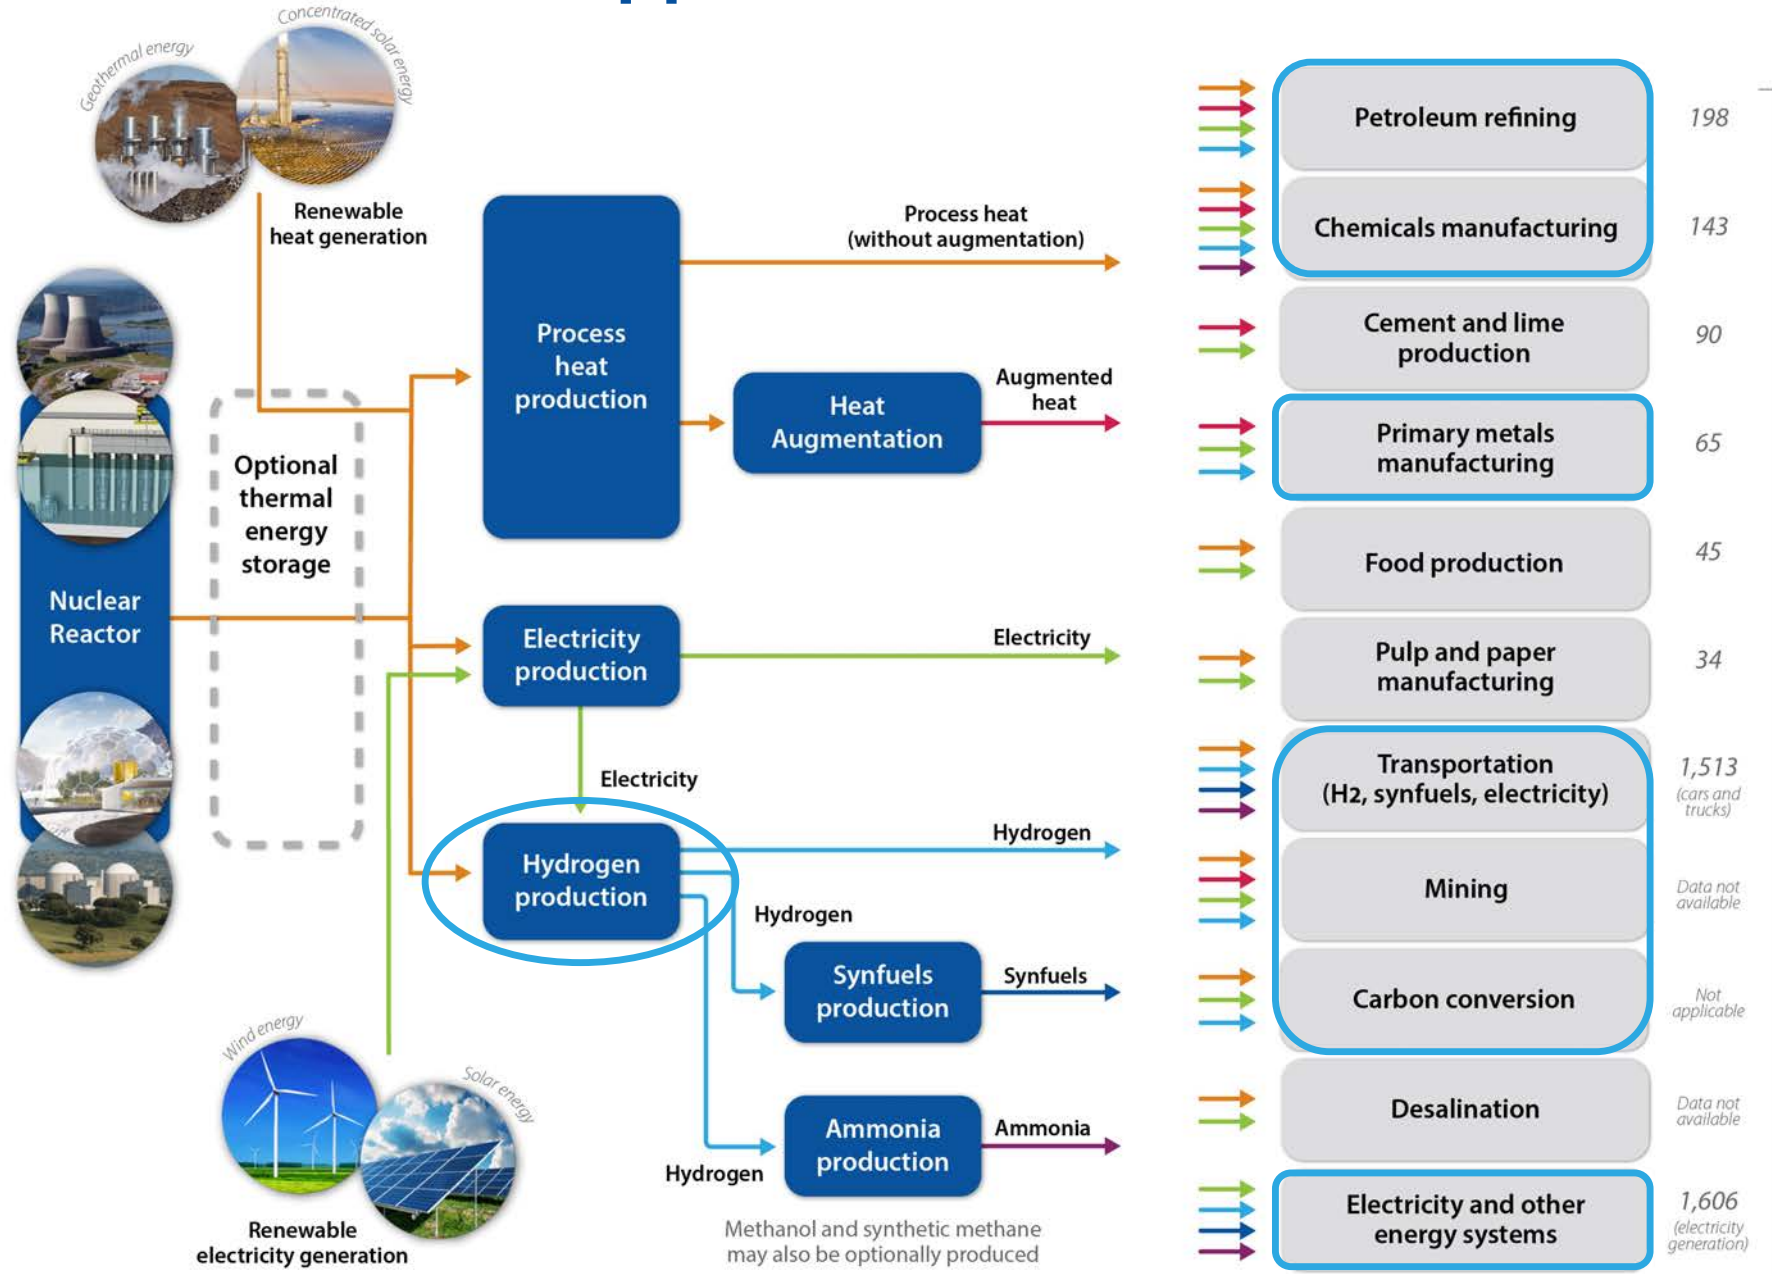 Geothermal energy
Concentrated solar energy
Renewable
heat generation
Nuclear
Reactor
Optional
thermal
energy
storage
Process
heat
production
Process heat
(without augmentation)
Heat
Augmentation
Augmented
heat
Electricity
production
Electricity
Electricity
Hydrogen
production
Hydrogen
Hydrogen
Synfuels
production
Synfuels
Hydrogen
Ammonia
production
Ammonia
Methanol and synthetic methane
may also be optionally produced
Wind energy
Solar energy
Renewable
electricity generation
Petroleum refining
198
Chemicals manufacturing
143
Cement and lime
production
90
Primary metals
manufacturing
65
Food production
45
Pulp and paper
manufacturing
34
Transportation
(H2, synfuels, electricity)
1,513
(cars and
trucks)
Mining
Data not
available
Carbon conversion
Not
applicable
Desalination
Data not
available
Electricity and other
energy systems
1,606
(electricity
generation)